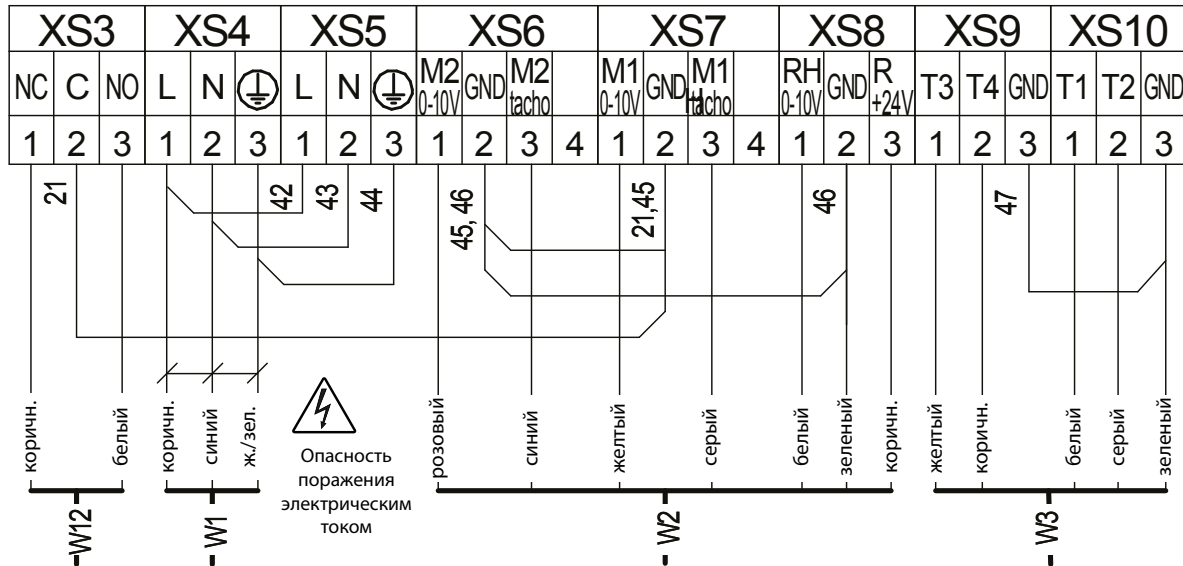 XS3 XS4 XS5 XS6 XS7 XS8 XS9 XS10
NC C NO L N L N M2 0-10V GND M2 tacho M1 0-10V GND H M1 tacho RH 0-10V GND R +24V T3 T4 GND T1 T2 GND
1 2 3 1 2 3 1 2 3 1 2 3 4 1 2 3 4 1 2 3 1 2 3 1 2 3
21 42 43 44 45, 46 21,45 46 47
коричн. белый коричн. синий ж./зел. розовый синий желтый серый белый зеленый коричн. желтый коричн. белый серый зеленый
Опасность
поражения
электрическим
током
-W12 -W1 -W2 -W3